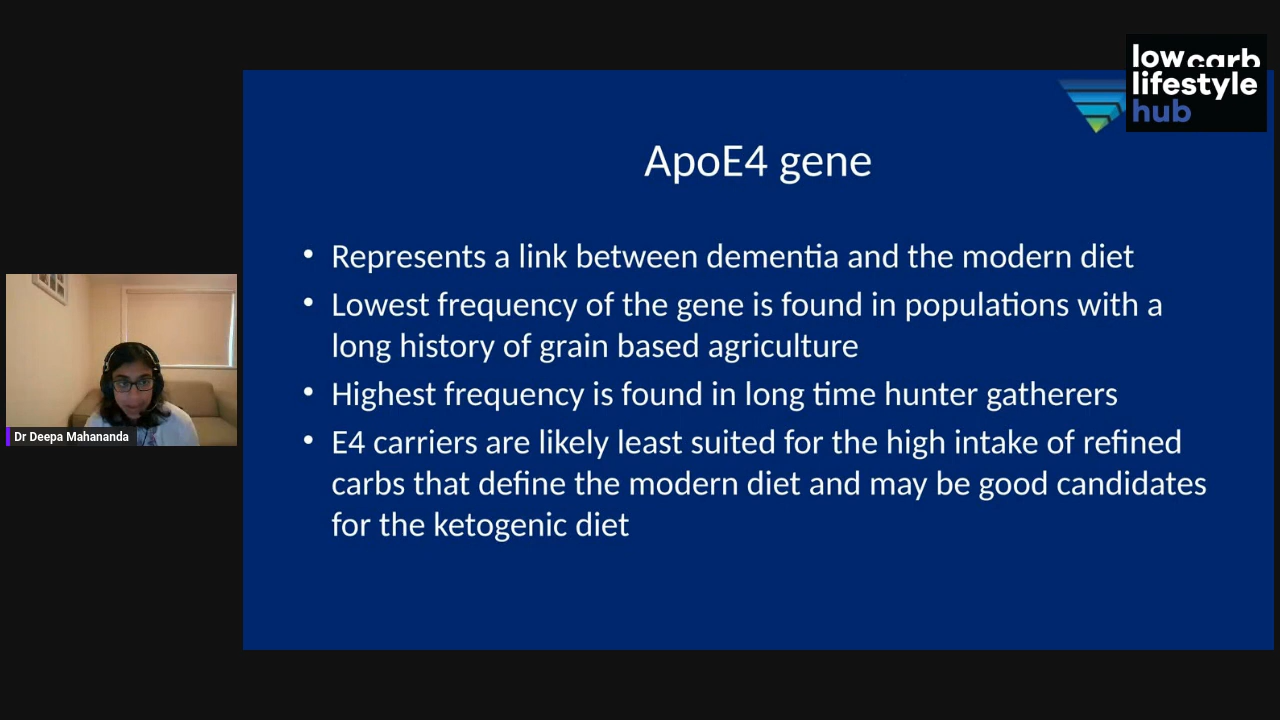 low carb
lifestyle
hub
ApoE4 gene
• Represents a link between dementia and the modern diet
• Lowest frequency of the gene is found in populations with a
long history of grain based agriculture
• Highest frequency is found in long time hunter gatherers
• E4 carriers are likely least suited for the high intake of refined
carbs that define the modern diet and may be good candidates
for the ketogenic diet
Dr Deepa Mahananda